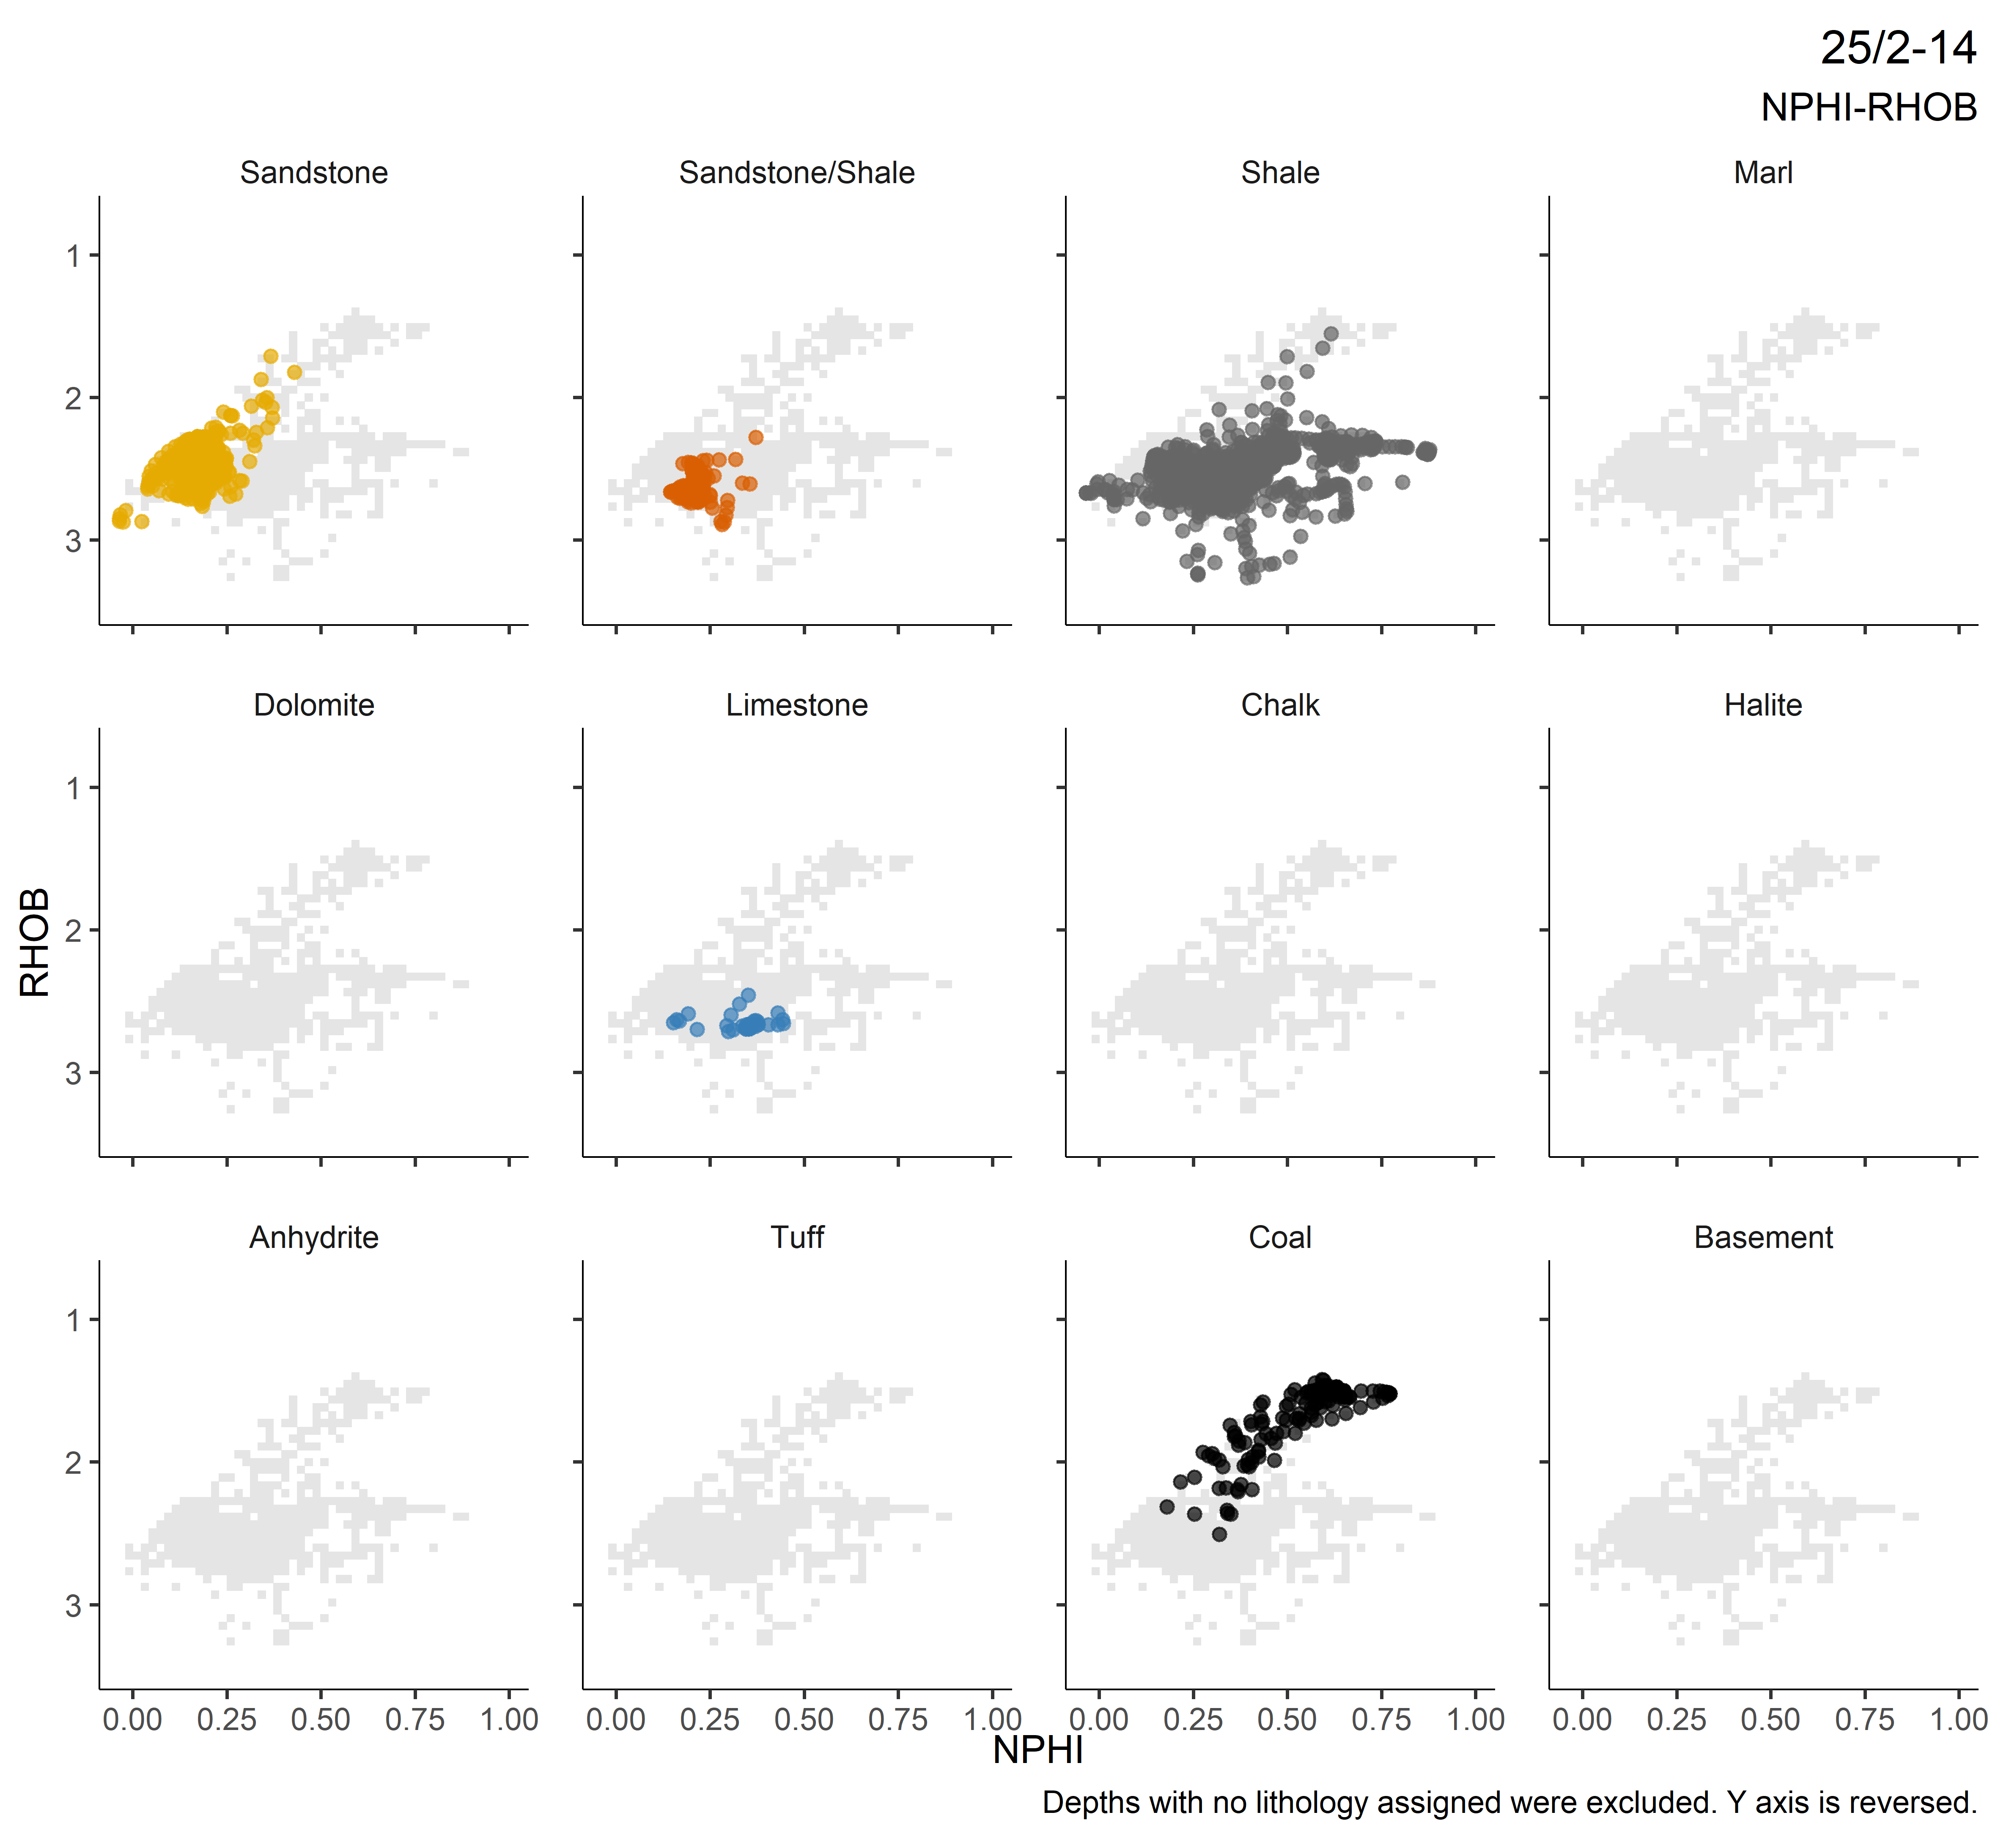 25/2-14
NPHI-RHOB
Sandstone Sandstone/Shale Shale Marl
1
2
3
Dolomite Limestone Chalk Halite
1
2
3
RHOB
Anhydrite Tuff Coal Basement
1
2
3
0.00 0.25 0.50 0.75 1.00 0.00 0.25 0.50 0.75 1.00 0.00 0.25 0.50 0.75 1.00 0.00 0.25 0.50 0.75 1.00
NPHI
Depths with no lithology assigned were excluded. Y axis is reversed.